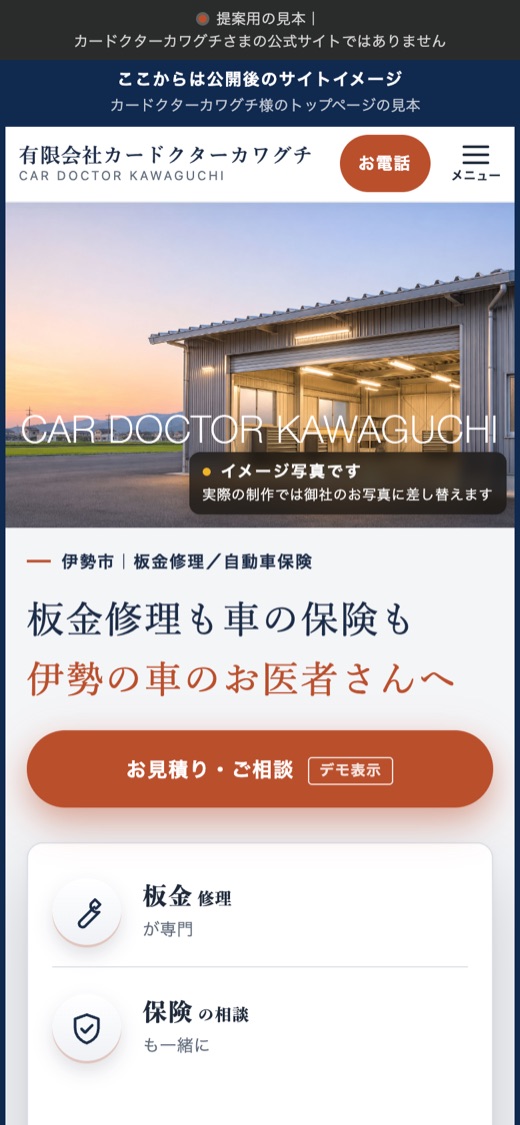 提案用の見本｜
カードクターカワグチさまの公式サイトではありません
ここからは公開後のサイトイメージ
カードクターカワグチ様のトップページの見本
有限会社カードクターカワグチ
CAR DOCTOR KAWAGUCHI
お電話
メニュー
CAR DOCTOR KAWAGUCHI
イメージ写真です
実際の制作では御社のお写真に差し替えます
伊勢市｜板金修理／自動車保険
板金修理も車の保険も
伊勢の車のお医者さんへ
お見積り・ご相談 デモ表示
板金 修理
が専門
保険 の相談
も一緒に